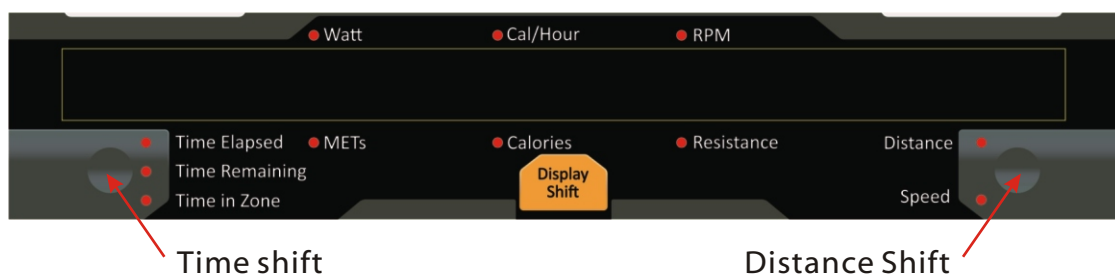 Watt Cal/Hour RPM
Time Elapsed METs Calories Resistance Distance
Time Remaining
Time in Zone
Display
Shift
Speed
Time shift Distance Shift